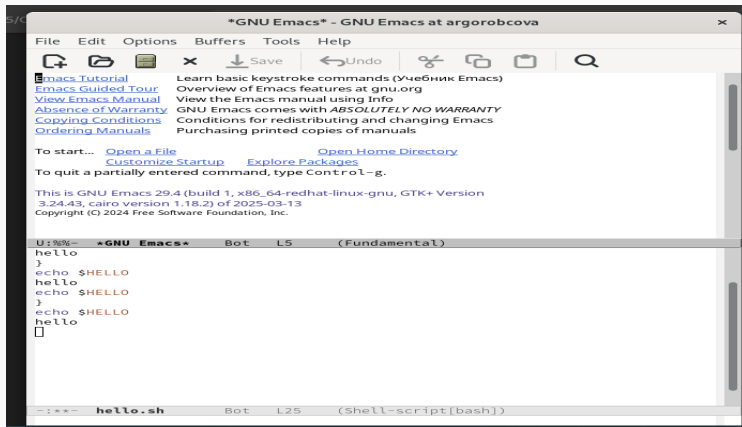 *GNU Emacs* - GNU Emacs at argorobcova ×
File Edit Options Buffers Tools Help
Save Undo
Emacs Tutorial Learn basic keystroke commands (Учебник Emacs)
Emacs Guided Tour Overview of Emacs features at gnu.org
View Emacs Manual View the Emacs manual using Info
Absence of Warranty GNU Emacs comes with ABSOLUTELY NO WARRANTY
Copying Conditions Conditions for redistributing and changing Emacs
Ordering Manuals Purchasing printed copies of manuals
To start... Open a File Open Home Directory
Customize Startup Explore Packages
To quit a partially entered command, type Control-g.
This is GNU Emacs 29.4 (build 1, x86_64-redhat-linux-gnu, GTK+ Version
3.24.43, cairo version 1.18.2) of 2025-03-13
Copyright (C) 2024 Free Software Foundation, Inc.
U:%%- *GNU Emacs* Bot L5 (Fundamental)
hello
}
echo $HELLO
hello
echo $HELLO
}
echo $HELLO
hello
-:**- hello.sh Bot L25 (Shell-script[bash])